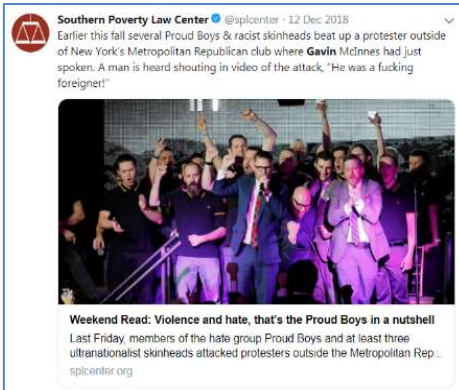 Southern Poverty Law Center @splcenter · 12 Dec 2018
Earlier this fall several Proud Boys & racist skinheads beat up a protester outside
of New York's Metropolitan Republican club where Gavin McInnes had just
spoken. A man is heard shouting in video of the attack, "He was a fucking
foreigner!"
Weekend Read: Violence and hate, that's the Proud Boys in a nutshell
Last Friday, members of the hate group Proud Boys and at least three
ultranationalist skinheads attacked protesters outside the Metropolitan Rep...
splcenter.org